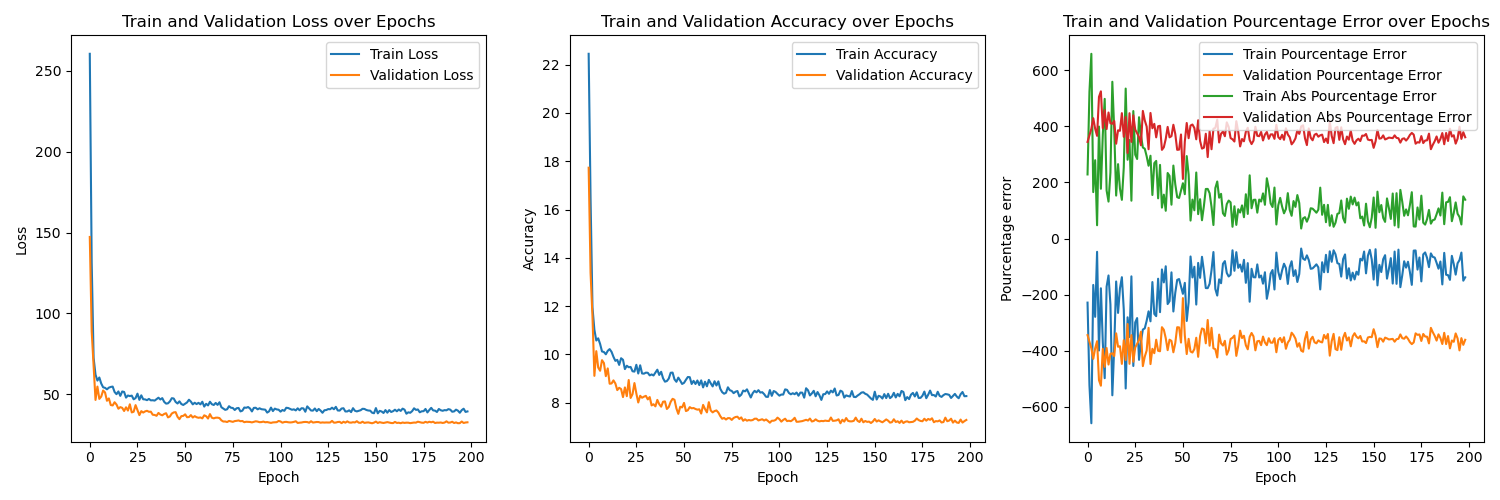 Train and Validation Loss over Epochs
Train Loss
Validation Loss
250
200
150
100
50
Loss
0 25 50 75 100 125 150 175 200
Epoch
Train and Validation Accuracy over Epochs
Train Accuracy
Validation Accuracy
22
20
18
16
14
12
10
8
Accuracy
0 25 50 75 100 125 150 175 200
Epoch
Train and Validation Pourcentage Error over Epochs
Train Pourcentage Error
Validation Pourcentage Error
Train Abs Pourcentage Error
Validation Abs Pourcentage Error
600
400
200
0
−200
−400
−600
Pourcentage error
0 25 50 75 100 125 150 175 200
Epoch